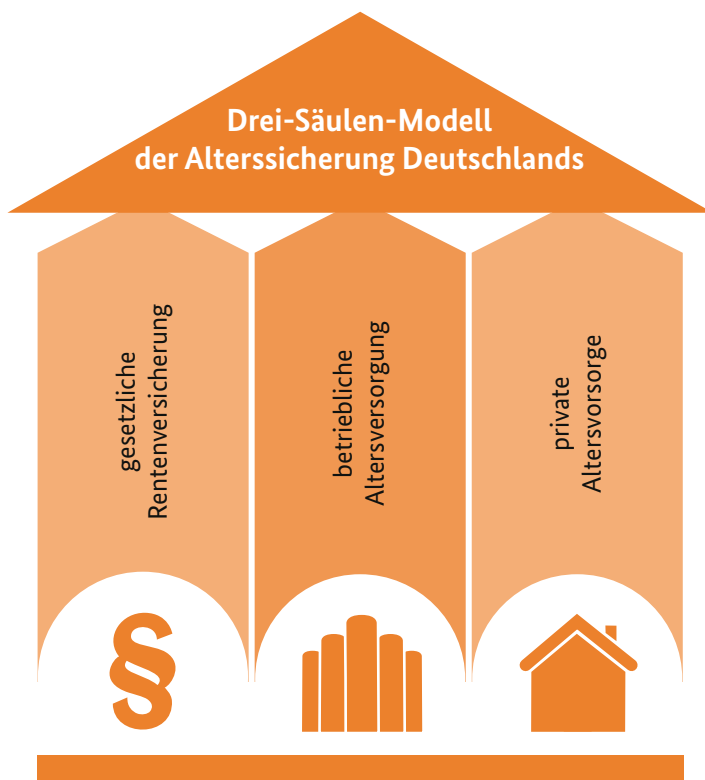 Drei-Säulen-Modell
der Alterssicherung Deutschlands
gesetzliche
Rentenversicherung
betriebliche
Altersversorgung
private
Altersvorsorge
§